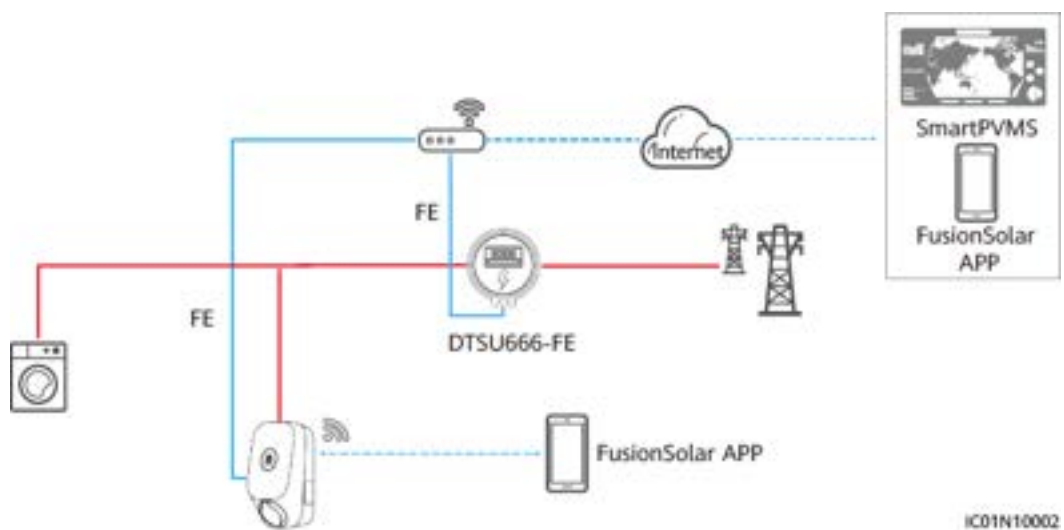 SmartPVMS
Internet
FusionSolar
APP
FE
FE
DTSU666-FE
FusionSolar APP
IC01N10002